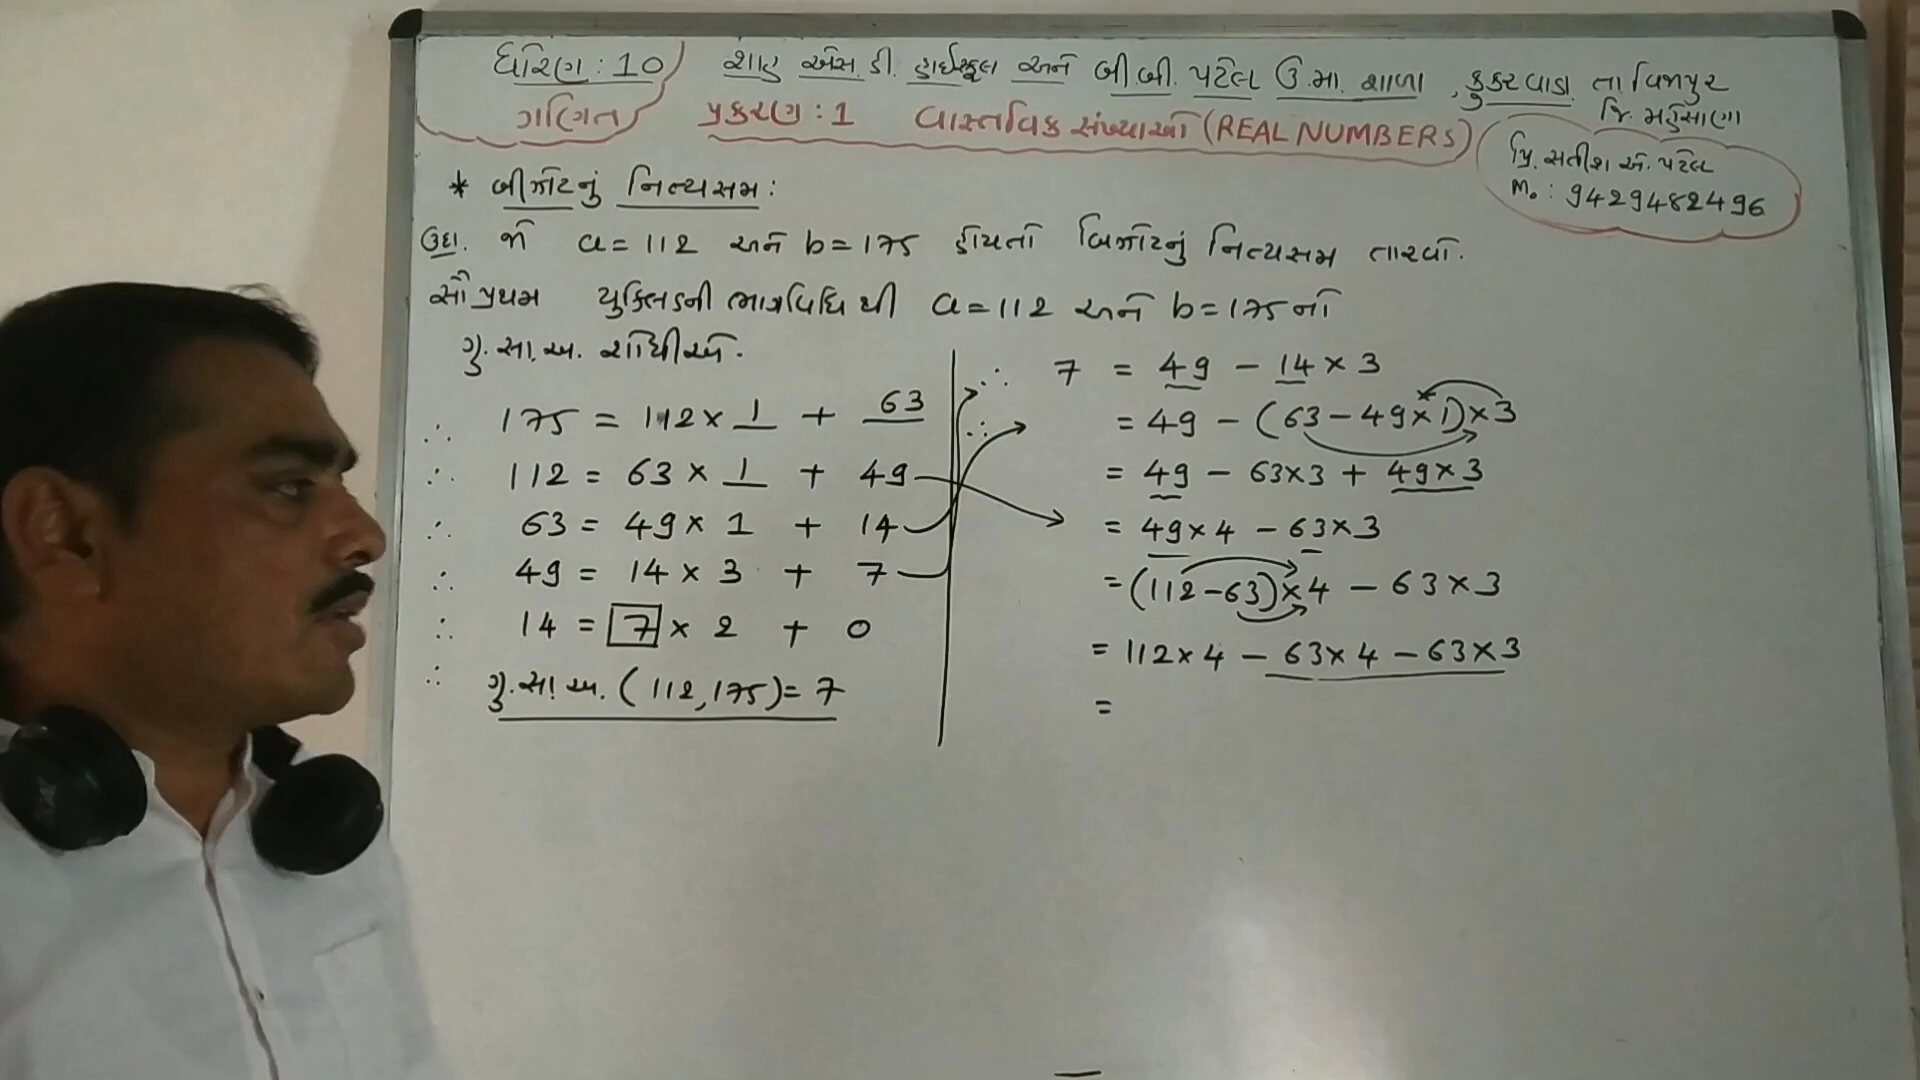 ધોરણ : 10 શાહ એસ.ડી. હાઈસ્કૂલ અને બી.બી. પટેલ ઉ.મા. શાળા, કુકરવાડા તા વિજાપુર
જિ. મહેસાણા
ગણિત પ્રકરણ : 1 વાસ્તવિક સંખ્યાઓ (REAL NUMBERS)
પ્રિ. સતીશ એ. પટેલ
Mo : 9429482496
* બીઝોટનું નિત્યસમ :
ઉદા. જો a = 112 અને b = 175 હોયતો બિઝોટનું નિત્યસમ તારવો.
સૌ પ્રથમ યુક્લિડની ભાગવિધિ થી a = 112 અને b = 175 નો
ગુ.સા.અ. શોધીએ.
∴ 175 = 112 × 1 + 63
∴ 112 = 63 × 1 + 49
∴ 63 = 49 × 1 + 14
∴ 49 = 14 × 3 + 7
∴ 14 = 7 × 2 + 0
∴ ગુ.સા.અ. (112, 175) = 7
∴ 7 = 49 − 14 × 3
∴ = 49 − (63 − 49 × 1) × 3
= 49 − 63×3 + 49×3
= 49×4 − 63×3
= (112−63)×4 − 63×3
= 112×4 − 63×4 − 63×3
=